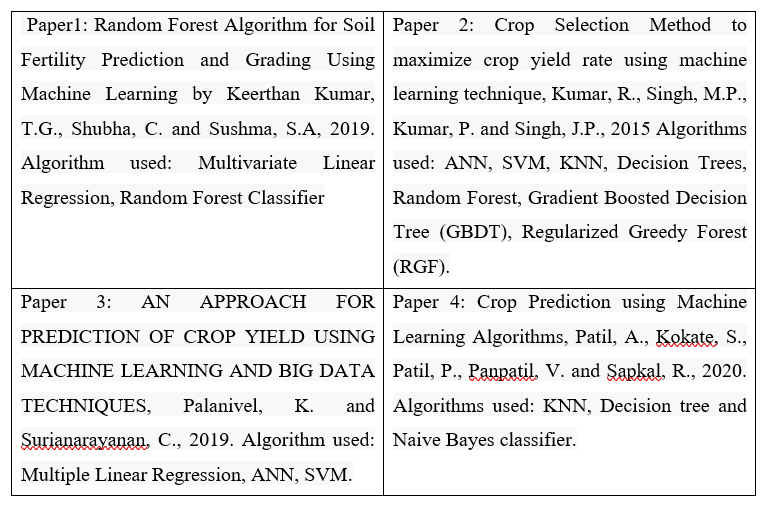 Paper1: Random Forest Algorithm for Soil
Fertility Prediction and Grading Using
Machine Learning by Keerthan Kumar,
T.G., Shubha, C. and Sushma, S.A, 2019.
Algorithm used: Multivariate Linear
Regression, Random Forest Classifier
Paper 2: Crop Selection Method to
maximize crop yield rate using machine
learning technique, Kumar, R., Singh, M.P.,
Kumar, P. and Singh, J.P., 2015 Algorithms
used: ANN, SVM, KNN, Decision Trees,
Random Forest, Gradient Boosted Decision
Tree (GBDT), Regularized Greedy Forest
(RGF).
Paper 3: AN APPROACH FOR
PREDICTION OF CROP YIELD USING
MACHINE LEARNING AND BIG DATA
TECHNIQUES, Palanivel, K. and
Surianarayanan, C., 2019. Algorithm used:
Multiple Linear Regression, ANN, SVM.
Paper 4: Crop Prediction using Machine
Learning Algorithms, Patil, A., Kokate, S.,
Patil, P., Panpatil, V. and Sapkal, R., 2020.
Algorithms used: KNN, Decision tree and
Naive Bayes classifier.